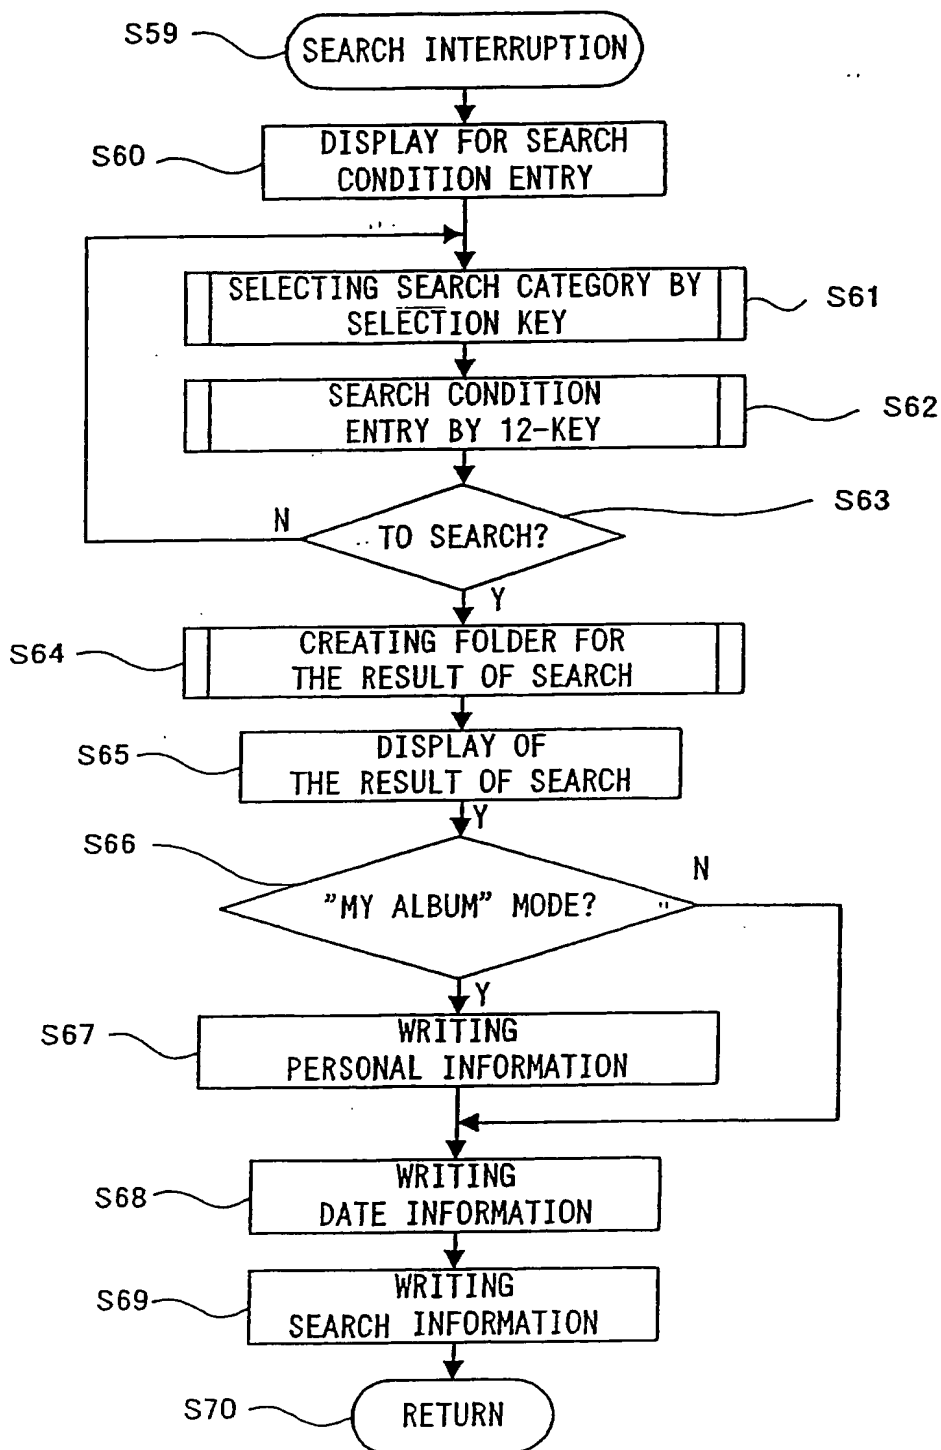 S59
SEARCH INTERRUPTION
S60
DISPLAY FOR SEARCH
CONDITION ENTRY
SELECTING SEARCH CATEGORY BY
SELECTION KEY
S61
SEARCH CONDITION
ENTRY BY 12-KEY
S62
S63
N
TO SEARCH?
Y
S64
CREATING FOLDER FOR
THE RESULT OF SEARCH
S65
DISPLAY OF
THE RESULT OF SEARCH
Y
S66
N
"MY ALBUM" MODE?
Y
S67
WRITING
PERSONAL INFORMATION
S68
WRITING
DATE INFORMATION
S69
WRITING
SEARCH INFORMATION
S70
RETURN